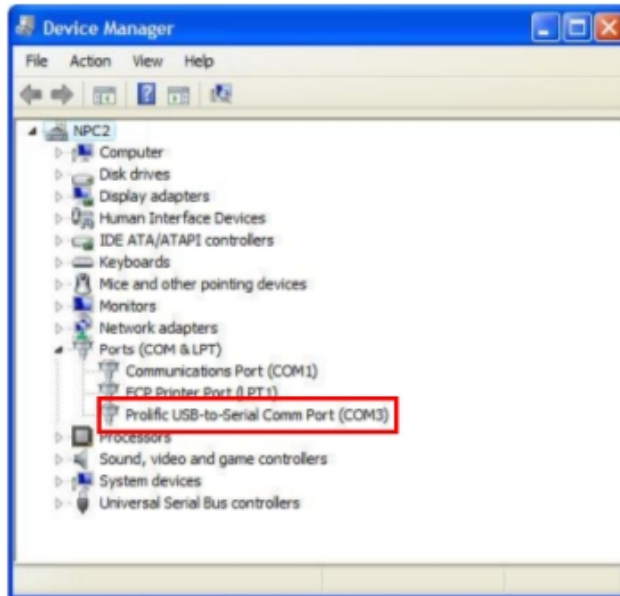 Device Manager
File Action View Help
NPC2
Computer
Disk drives
Display adapters
Human Interface Devices
IDE ATA/ATAPI controllers
Keyboards
Mice and other pointing devices
Monitors
Network adapters
Ports (COM & LPT)
Communications Port (COM1)
ECP Printer Port (LPT1)
Prolific USB-to-Serial Comm Port (COM3)
Processors
Sound, video and game controllers
System devices
Universal Serial Bus controllers